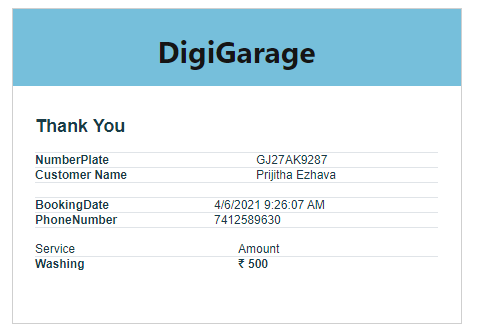 DigiGarage
Thank You
NumberPlate GJ27AK9287
Customer Name Prijitha Ezhava
BookingDate 4/6/2021 9:26:07 AM
PhoneNumber 7412589630
Service Amount
Washing ₹ 500